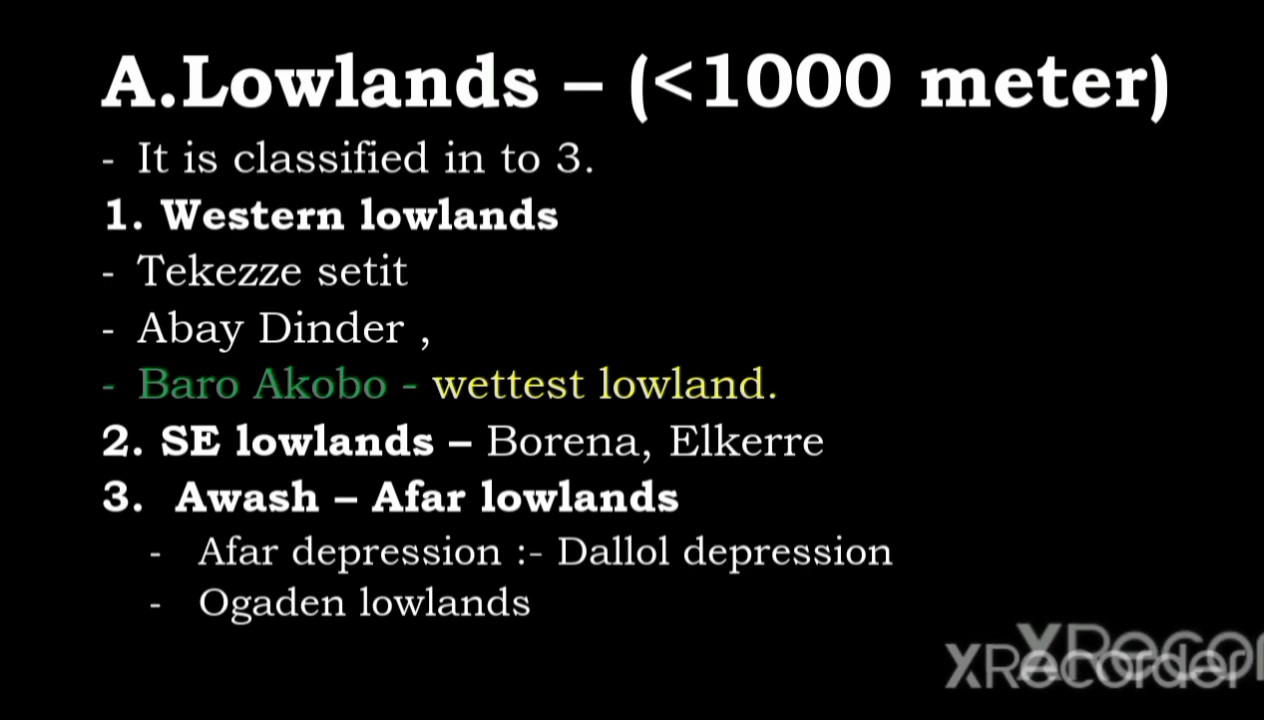 A.Lowlands – (<1000 meter)
- It is classified in to 3.
1. Western lowlands
- Tekezze setit
- Abay Dinder ,
- Baro Akobo - wettest lowland.
2. SE lowlands – Borena, Elkerre
3. Awash – Afar lowlands
- Afar depression :- Dallol depression
- Ogaden lowlands
XRecorder